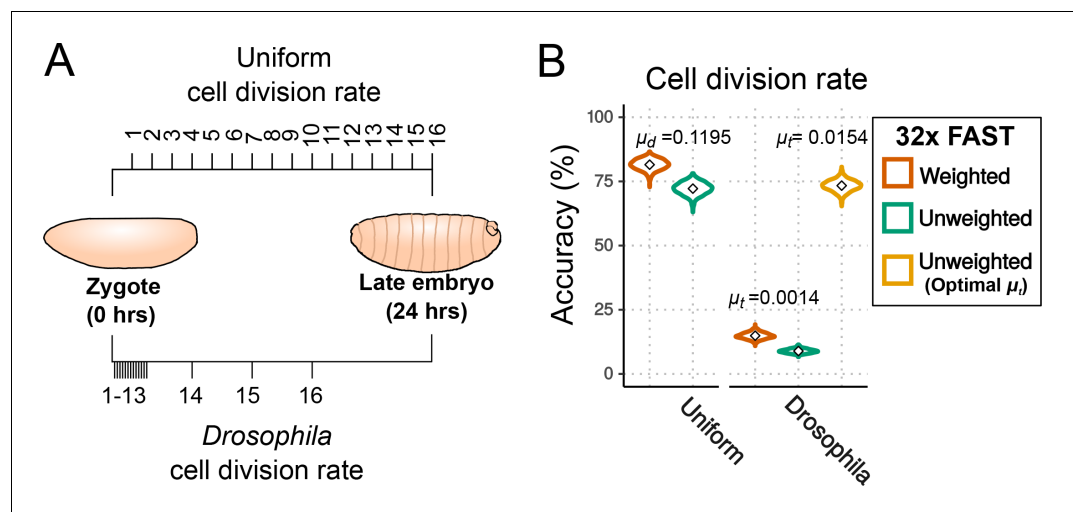 A
Uniform
cell division rate
1 2 3 4 5 6 7 8 9 10 11 12 13 14 15 16
Zygote
(0 hrs)
Late embryo
(24 hrs)
1-13 14 15 16
Drosophila
cell division rate
B
Cell division rate
Accuracy (%)
100
75
50
25
0
μd =0.1195
μt= 0.0154
μt =0.0014
Uniform
Drosophila
32x FAST
Weighted
Unweighted
Unweighted
(Optimal μt)